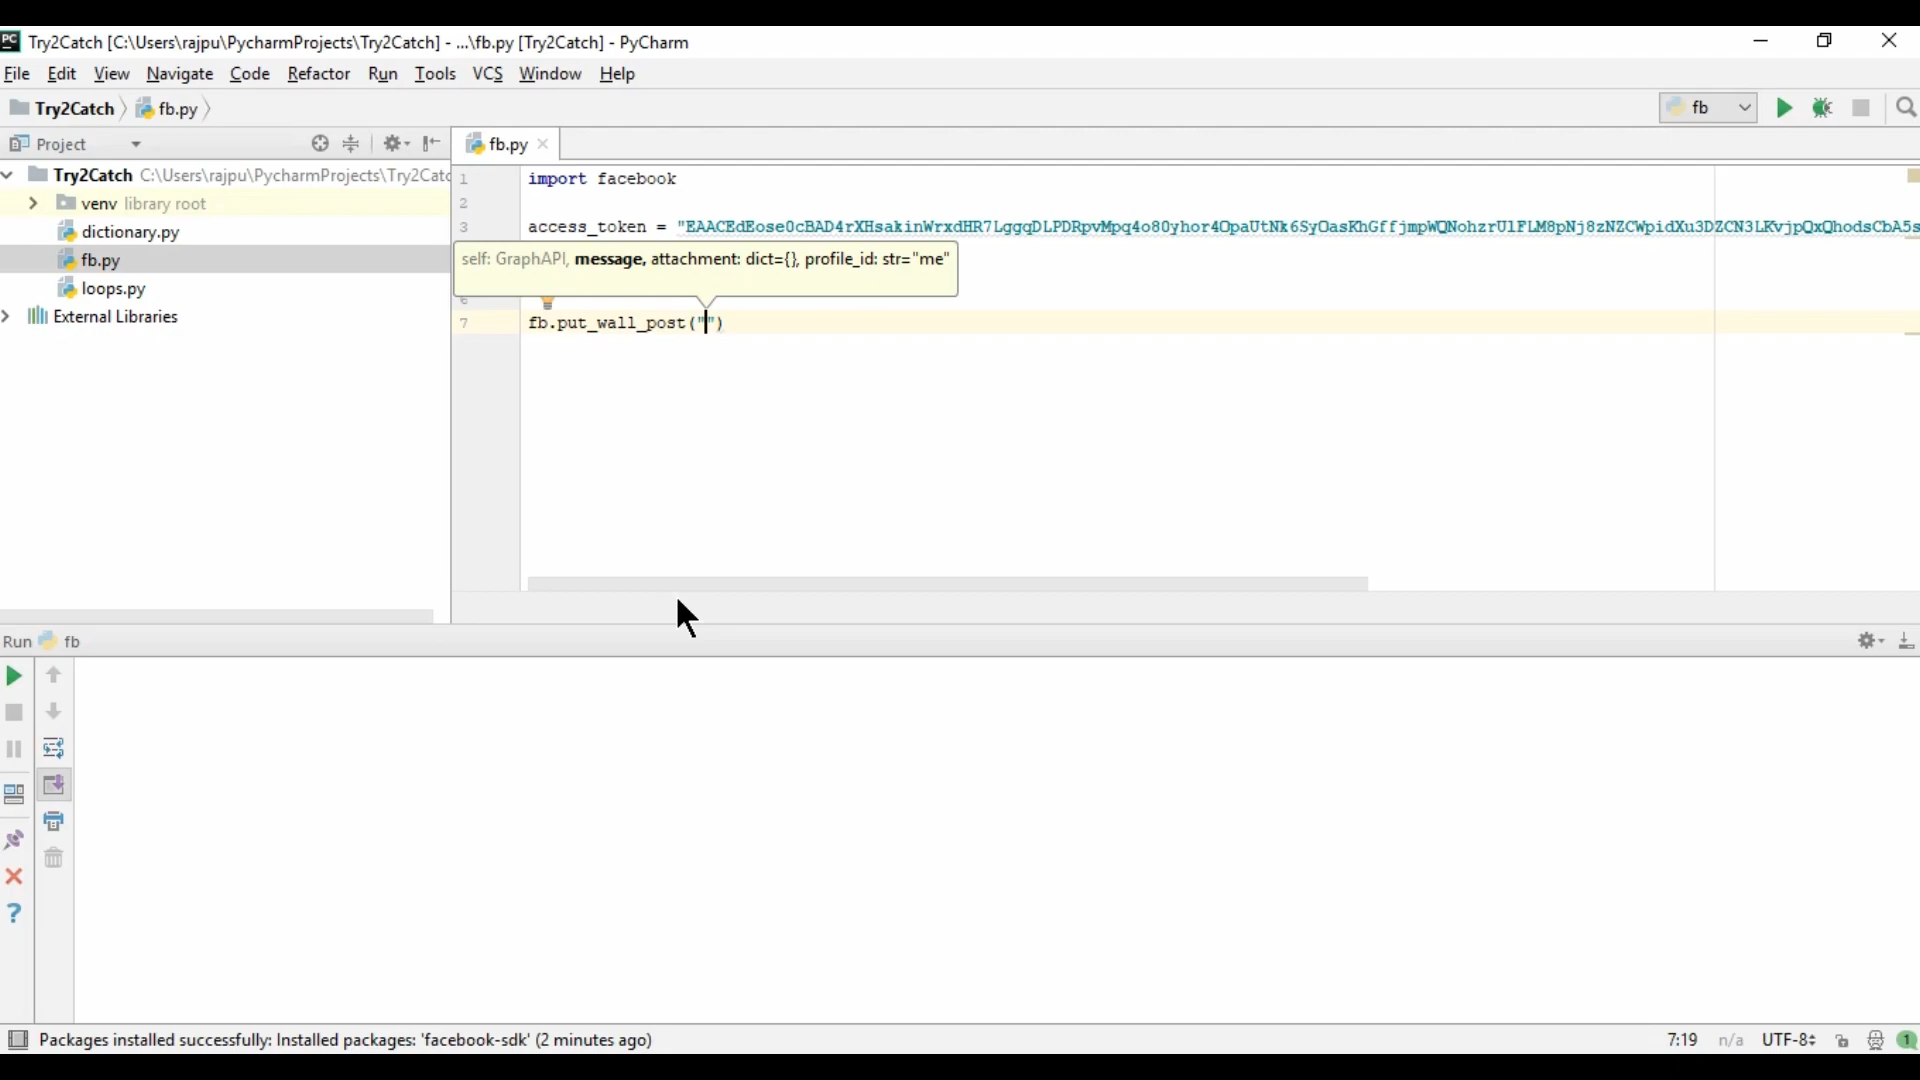 PC Try2Catch [C:\Users\rajpu\PycharmProjects\Try2Catch] - ...\fb.py [Try2Catch] - PyCharm
File Edit View Navigate Code Refactor Run Tools VCS Window Help
Try2Catch fb.py fb
Project fb.py
Try2Catch C:\Users\rajpu\PycharmProjects\Try2Catc
venv library root
dictionary.py
fb.py
loops.py
External Libraries
1 import facebook
2
3 access_token = "EAACEdEose0cBAD4rXHsakinWrxdHR7LggqDLPDRpvMpq4o80yhor4OpaUtNk6SyOasKhGffjmpWQNohzrUlFLM8pNj8zNZCWpidXu3DZCN3LKvjpQxQhodsCbA5s
self: GraphAPI, message, attachment: dict={}, profile_id: str="me"
6
7 fb.put_wall_post("")
Run fb
?
Packages installed successfully: Installed packages: 'facebook-sdk' (2 minutes ago) 7:19 n/a UTF-8 1